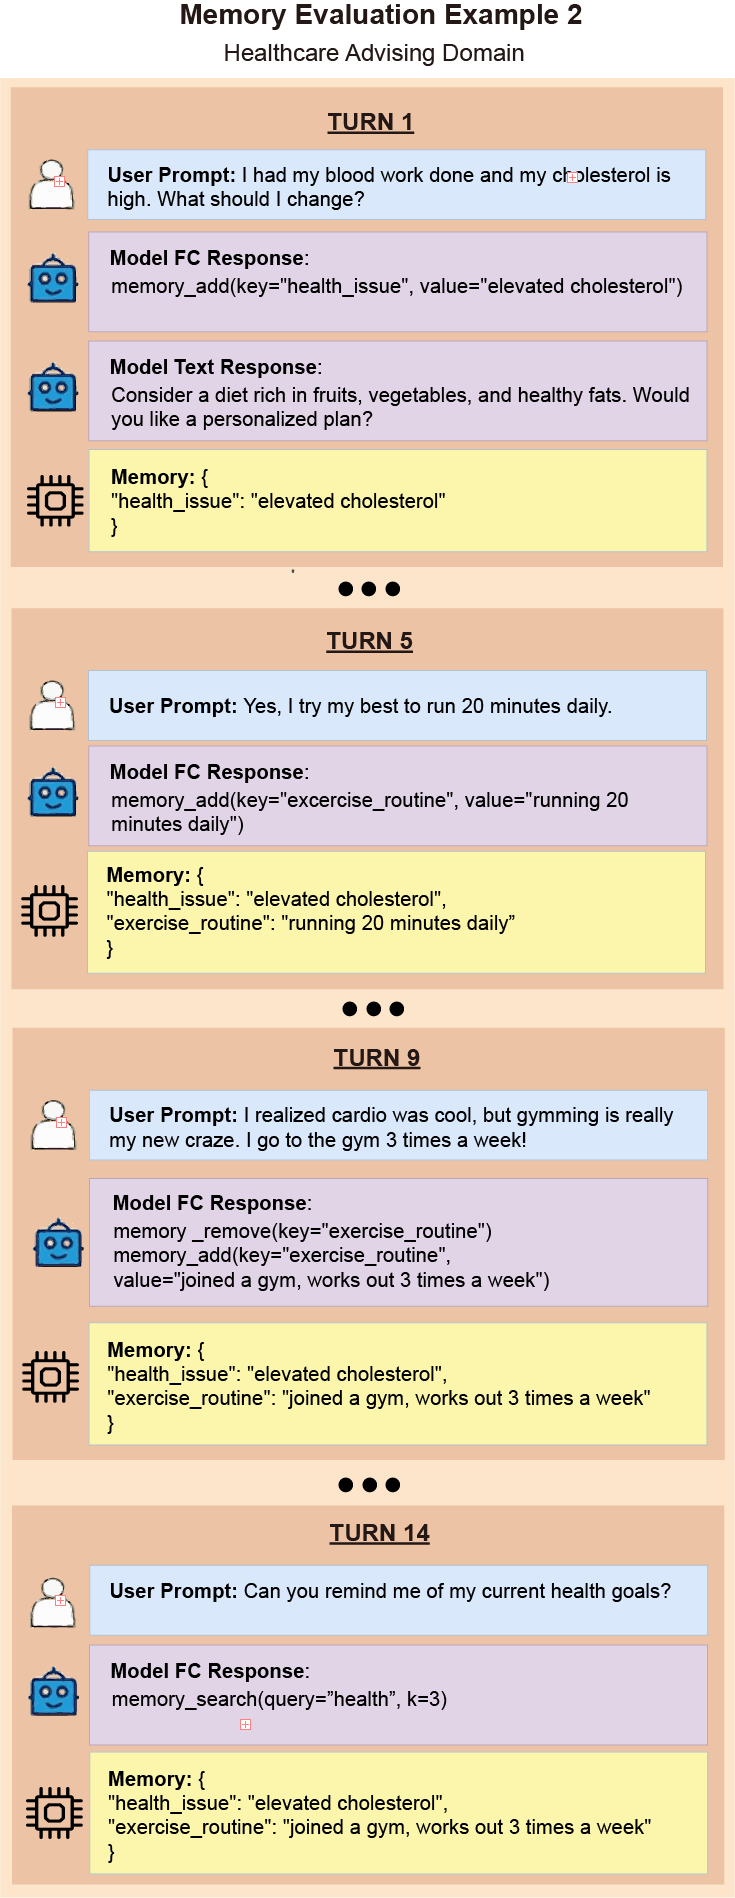 Memory Evaluation Example 2
Healthcare Advising Domain
TURN 1
User Prompt: I had my blood work done and my cholesterol is
high. What should I change?
Model FC Response:
memory_add(key="health_issue", value="elevated cholesterol")
Model Text Response:
Consider a diet rich in fruits, vegetables, and healthy fats. Would
you like a personalized plan?
Memory: {
"health_issue": "elevated cholesterol"
}
TURN 5
User Prompt: Yes, I try my best to run 20 minutes daily.
Model FC Response:
memory_add(key="excercise_routine", value="running 20
minutes daily")
Memory: {
"health_issue": "elevated cholesterol",
"exercise_routine": "running 20 minutes daily”
}
TURN 9
User Prompt: I realized cardio was cool, but gymming is really
my new craze. I go to the gym 3 times a week!
Model FC Response:
memory _remove(key="exercise_routine")
memory_add(key="exercise_routine",
value="joined a gym, works out 3 times a week")
Memory: {
"health_issue": "elevated cholesterol",
"exercise_routine": "joined a gym, works out 3 times a week"
}
TURN 14
User Prompt: Can you remind me of my current health goals?
Model FC Response:
memory_search(query=”health”, k=3)
Memory: {
"health_issue": "elevated cholesterol",
"exercise_routine": "joined a gym, works out 3 times a week"
}